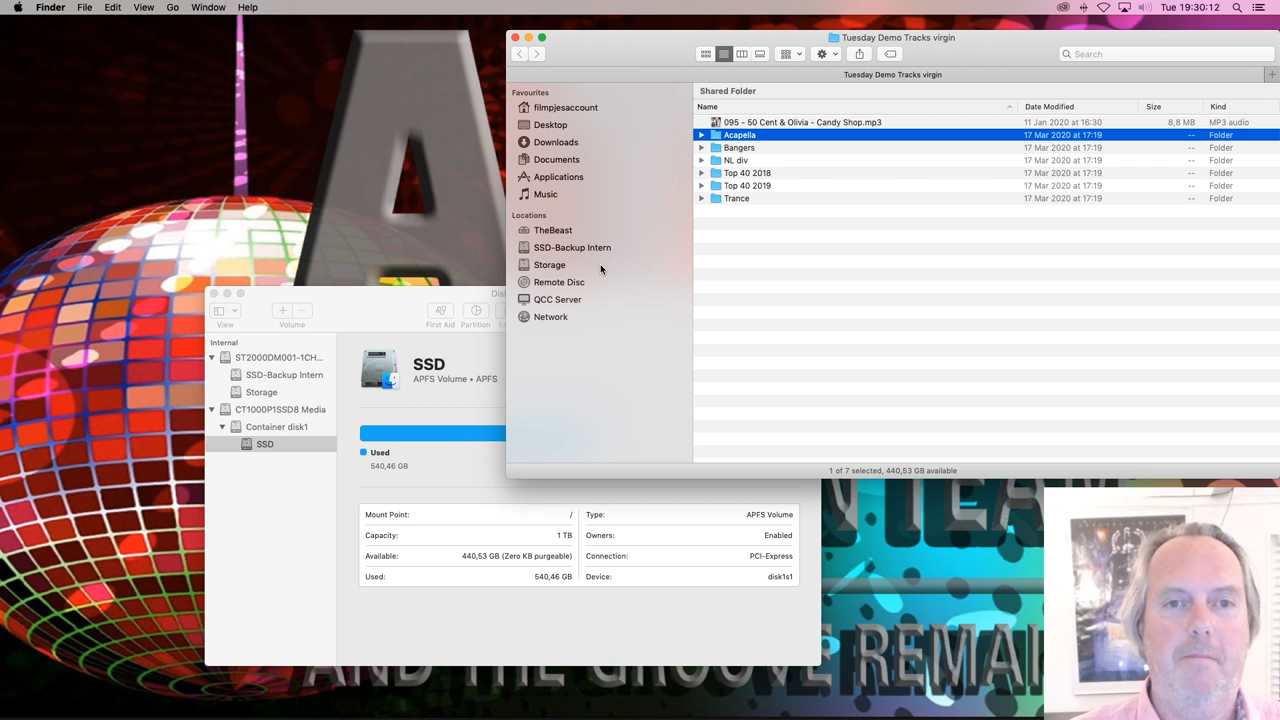 Finder File Edit View Go Window Help
Tue 19:30:12
Tuesday Demo Tracks virgin
Search
Tuesday Demo Tracks virgin
Favourites
filmpjesaccount
Desktop
Downloads
Documents
Applications
Music
Locations
TheBeast
SSD-Backup Intern
Storage
Remote Disc
QCC Server
Network
Shared Folder
Name Date Modified Size Kind
095 - 50 Cent & Olivia - Candy Shop.mp3 11 Jan 2020 at 16:30 8,8 MB MP3 audio
Acapella 17 Mar 2020 at 17:19 -- Folder
Bangers 17 Mar 2020 at 17:19 -- Folder
NL div 17 Mar 2020 at 17:19 -- Folder
Top 40 2018 17 Mar 2020 at 17:19 -- Folder
Top 40 2019 17 Mar 2020 at 17:19 -- Folder
Trance 17 Mar 2020 at 17:19 -- Folder
1 of 7 selected, 440,53 GB available
View Volume First Aid Partition
Internal
ST2000DM001-1CH...
SSD-Backup Intern
Storage
CT1000P1SSD8 Media
Container disk1
SSD
SSD
APFS Volume • APFS
Used
540,46 GB
Mount Point: / Type: APFS Volume
Capacity: 1 TB Owners: Enabled
Available: 440,53 GB (Zero KB purgeable) Connection: PCI-Express
Used: 540,46 GB Device: disk1s1
A
AND THE GROOVE REMAI